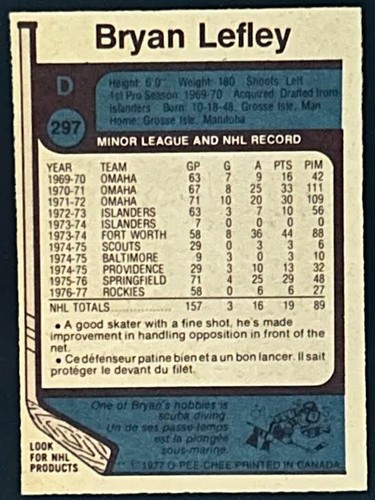 Bryan Lefley
D
297
Height: 6'0" Weight: 180 Shoots: Left
1st Pro Season: 1969-70 Acquired: Drafted from
Islanders Born: 10-18-48, Grosse Isle, Man
Home: Grosse Isle, Manitoba
MINOR LEAGUE AND NHL RECORD
YEAR TEAM GP G A PTS PIM
1969-70 OMAHA 63 7 9 16 42
1970-71 OMAHA 67 8 25 33 111
1971-72 OMAHA 71 10 20 30 109
1972-73 ISLANDERS 63 3 7 10 56
1973-74 ISLANDERS 7 0 0 0 0
1973-74 FORT WORTH 58 8 36 44 88
1974-75 SCOUTS 29 0 3 3 6
1974-75 BALTIMORE 9 3 0 3 10
1974-75 PROVIDENCE 29 3 10 13 32
1975-76 SPRINGFIELD 71 4 25 29 48
1976-77 ROCKIES 58 0 6 6 27
NHL TOTALS 157 3 16 19 89
• A good skater with a fine shot, he's made
improvement in handling opposition in front of the
net.
• Ce défenseur patine bien et a un bon lancer. Il sait
protéger le devant du filet.
One of Bryan's hobbies is
scuba diving.
Un de ses passe-temps
est la plongée
sous-marine.
LOOK
FOR NHL
PRODUCTS
© 1977 O-PEE-CHEE PRINTED IN CANADA